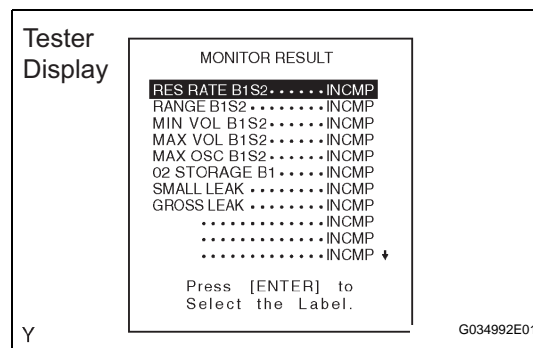 Tester
Display
MONITOR RESULT
RES RATE B1S2••••••INCMP
RANGE B1S2••••••••INCMP
MIN VOL B1S2•••••••INCMP
MAX VOL B1S2••••••INCMP
MAX OSC B1S2••••••INCMP
02 STORAGE B1•••••INCMP
SMALL LEAK ••••••••INCMP
GROSS LEAK ••••••••INCMP
•••••••••••••INCMP
•••••••••••••INCMP
•••••••••••••INCMP ↓
Press [ENTER] to
Select the Label.
Y
G034992E01